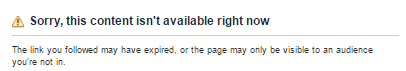 Sorry, this content isn't available right now
The link you followed may have expired, or the page may only be visible to an audience
you're not in.